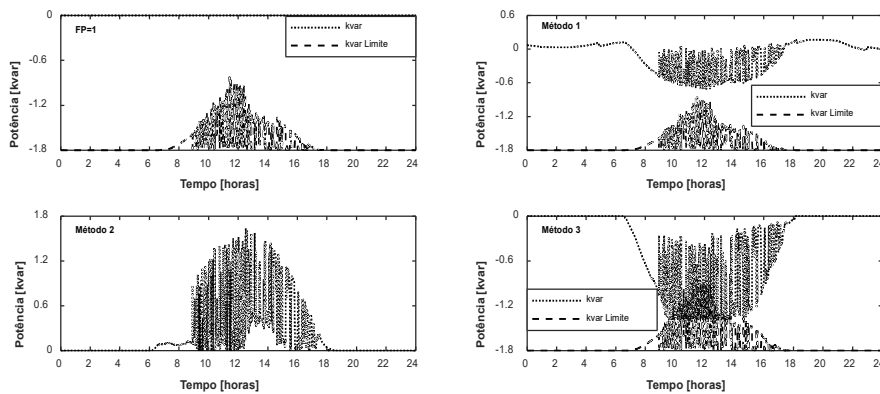 FP=1
kvar
kvar Limite
Potência [kvar]
0
-0.6
-1.2
-1.8
0 2 4 6 8 10 12 14 16 18 20 22 24
Tempo [horas]
Método 1
kvar
kvar Limite
Potência [kvar]
0.6
0
-0.6
-1.2
-1.8
0 2 4 6 8 10 12 14 16 18 20 22 24
Tempo [horas]
Método 2
Potência [kvar]
1.8
1.2
0.6
0
0 2 4 6 8 10 12 14 16 18 20 22 24
Tempo [horas]
Método 3
kvar
kvar Limite
Potência [kvar]
0
-0.6
-1.2
-1.8
0 2 4 6 8 10 12 14 16 18 20 22 24
Tempo [horas]